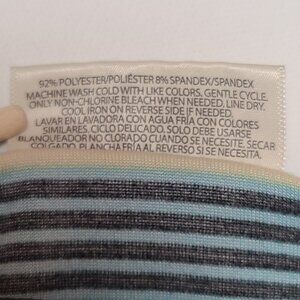 92%/POLYESTER/POLIÉSTER 8% SPANDEX/SPANDEX
MACHINE WASH COLD WITH LIKE COLORS, GENTLE CYCLE.
ONLY NON-CHLORINE BLEACH WHEN NEEDED, LINE DRY.
COOL IRON ON REVERSE SIDE IF NEEDED.
LAVAR EN LAVADORA CON AGUA FRIA CON COLORES
SIMILARES, CICLO DELICADO. SOLO DEBE USARSE
BLANQUEADOR NO CLORADO CUANDO SE NECESITE, SECAR
COLGADO, PLANCHA FRIA AL REVERSO SI SE NECESITA.